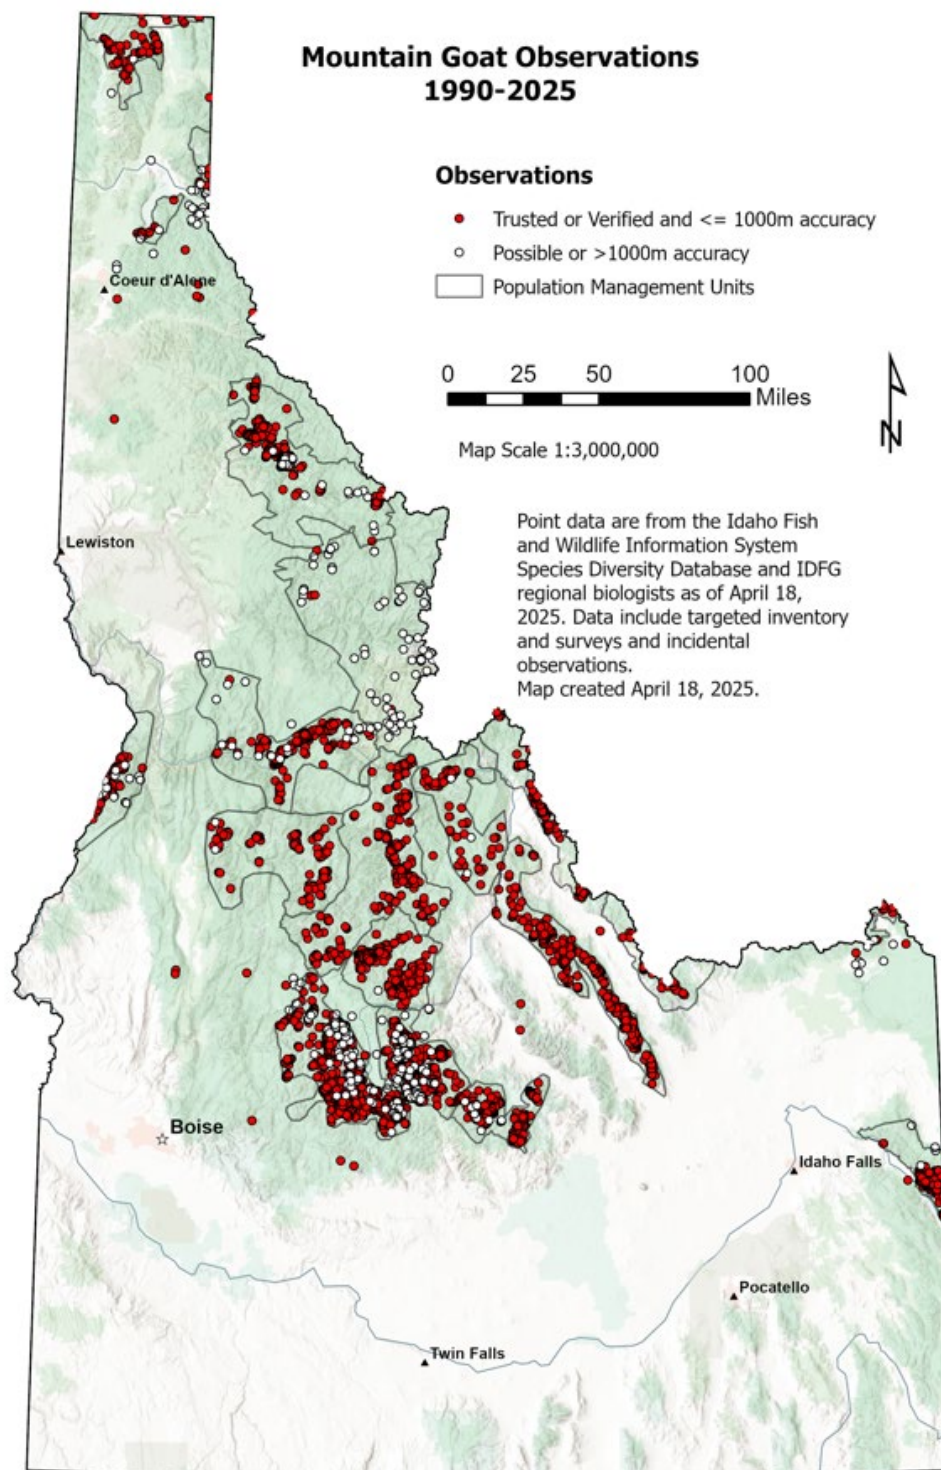 Mountain Goat Observations
1990-2025
Observations
Trusted or Verified and <= 1000m accuracy
Possible or >1000m accuracy
Population Management Units
0 25 50 100
Miles
N
Map Scale 1:3,000,000
Point data are from the Idaho Fish
and Wildlife Information System
Species Diversity Database and IDFG
regional biologists as of April 18,
2025. Data include targeted inventory
and surveys and incidental
observations.
Map created April 18, 2025.
Coeur d'Alene
Lewiston
Boise
Idaho Falls
Pocatello
Twin Falls